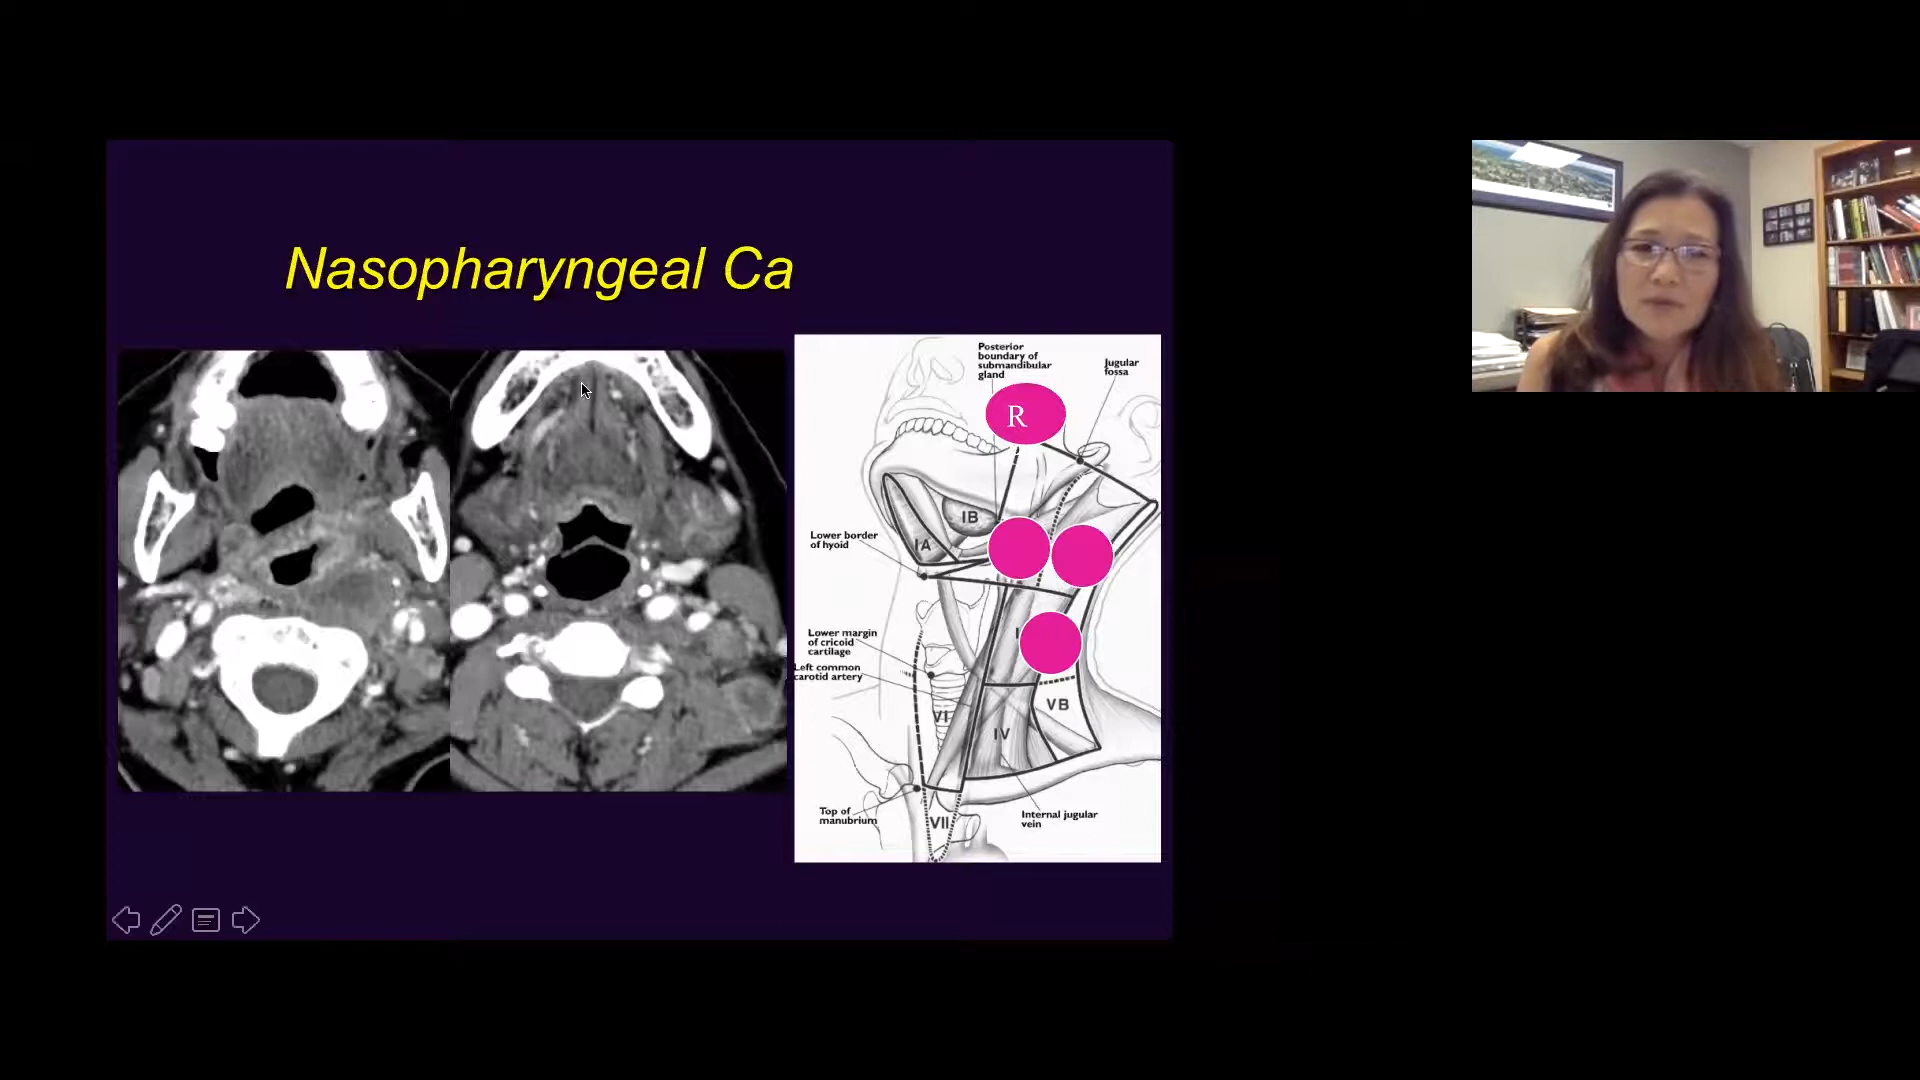 Nasopharyngeal Ca
Posterior
boundary of
submandibular
gland
Jugular
fossa
R
IB
IA
Lower border
of hyoid
I
Lower margin
of cricoid
cartilage
Left common
carotid artery
VB
VI
IV
Top of
manubrium
Internal jugular
vein
VII